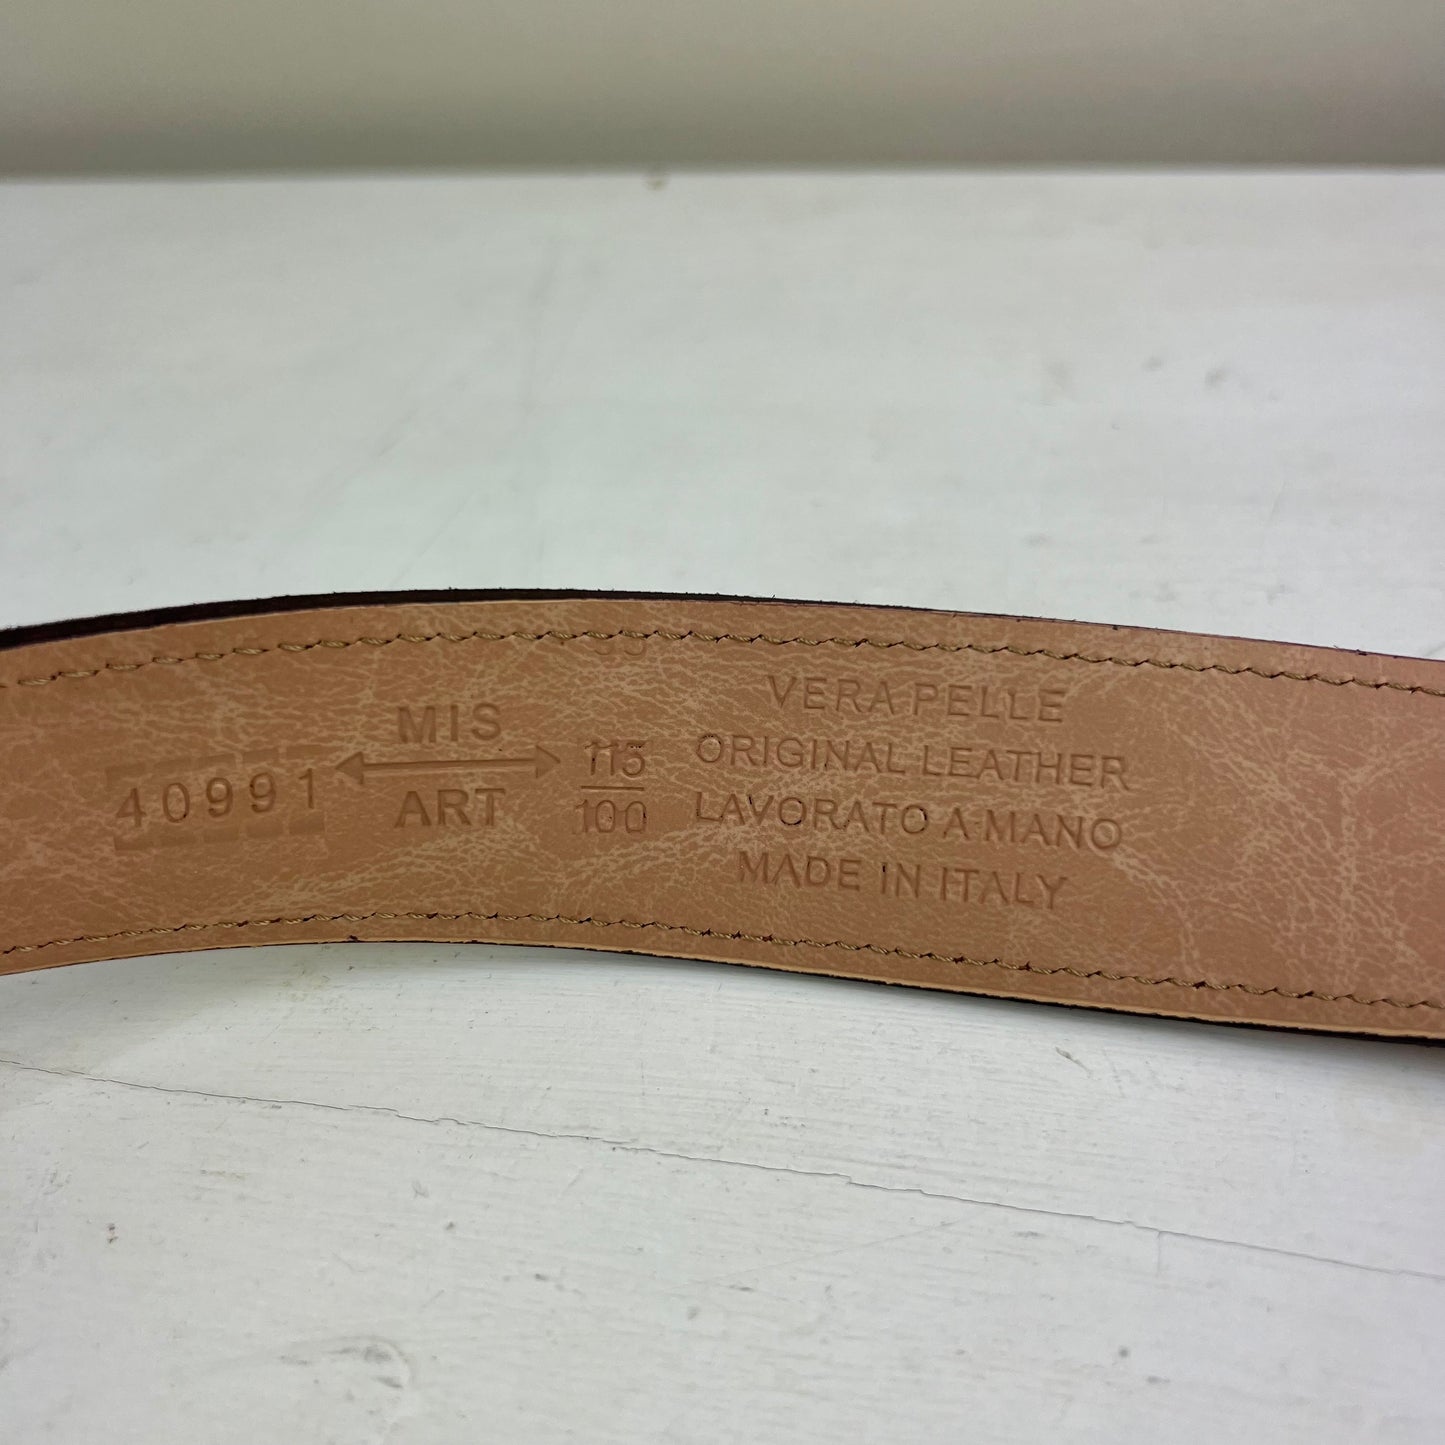 40991
MIS
ART
115
100
VERA PELLE
ORIGINAL LEATHER
LAVORATO A MANO
MADE IN ITALY